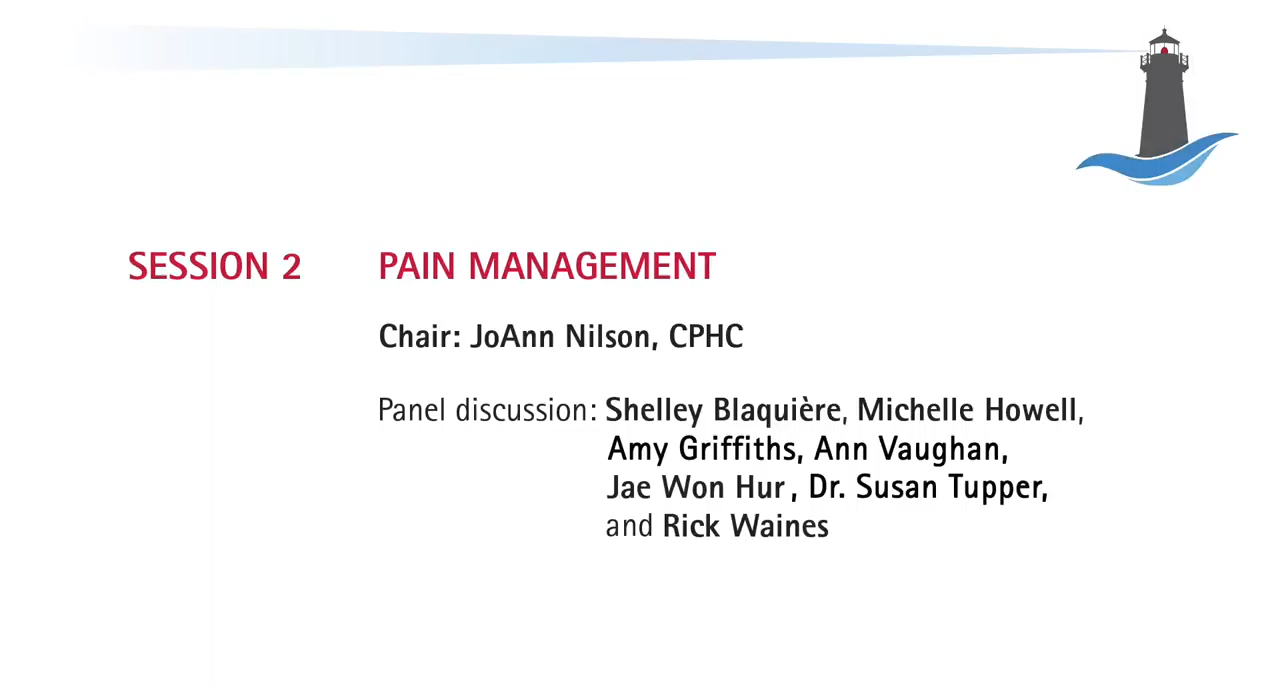 SESSION 2 PAIN MANAGEMENT
Chair: JoAnn Nilson, CPHC
Panel discussion: Shelley Blaquière, Michelle Howell,
Amy Griffiths, Ann Vaughan,
Jae Won Hur , Dr. Susan Tupper,
and Rick Waines